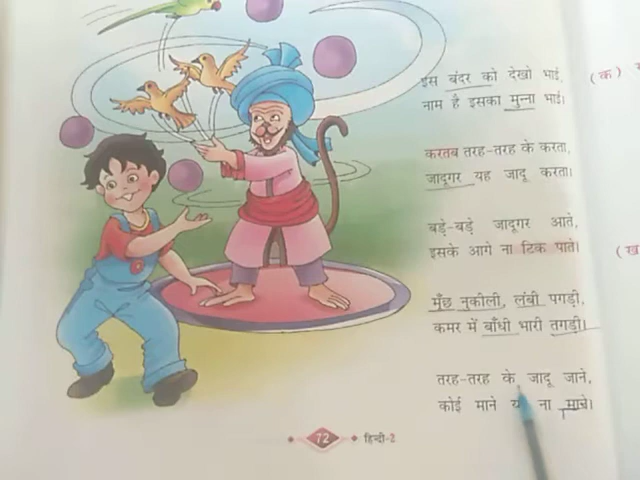 इस बंदर को देखो भाई,
नाम है इसका मुन्ना भाई।
करतब तरह-तरह के करता,
जादूगर यह जादू करता।
बड़े-बड़े जादूगर आते,
इसके आगे ना टिक पाते।
मूँछ नुकीली, लंबी पगड़ी,
कमर में बाँधी भारी तगड़ी।
तरह-तरह के जादू जाने,
कोई माने ना माने।
(क)
(ख
72
हिन्दी-2